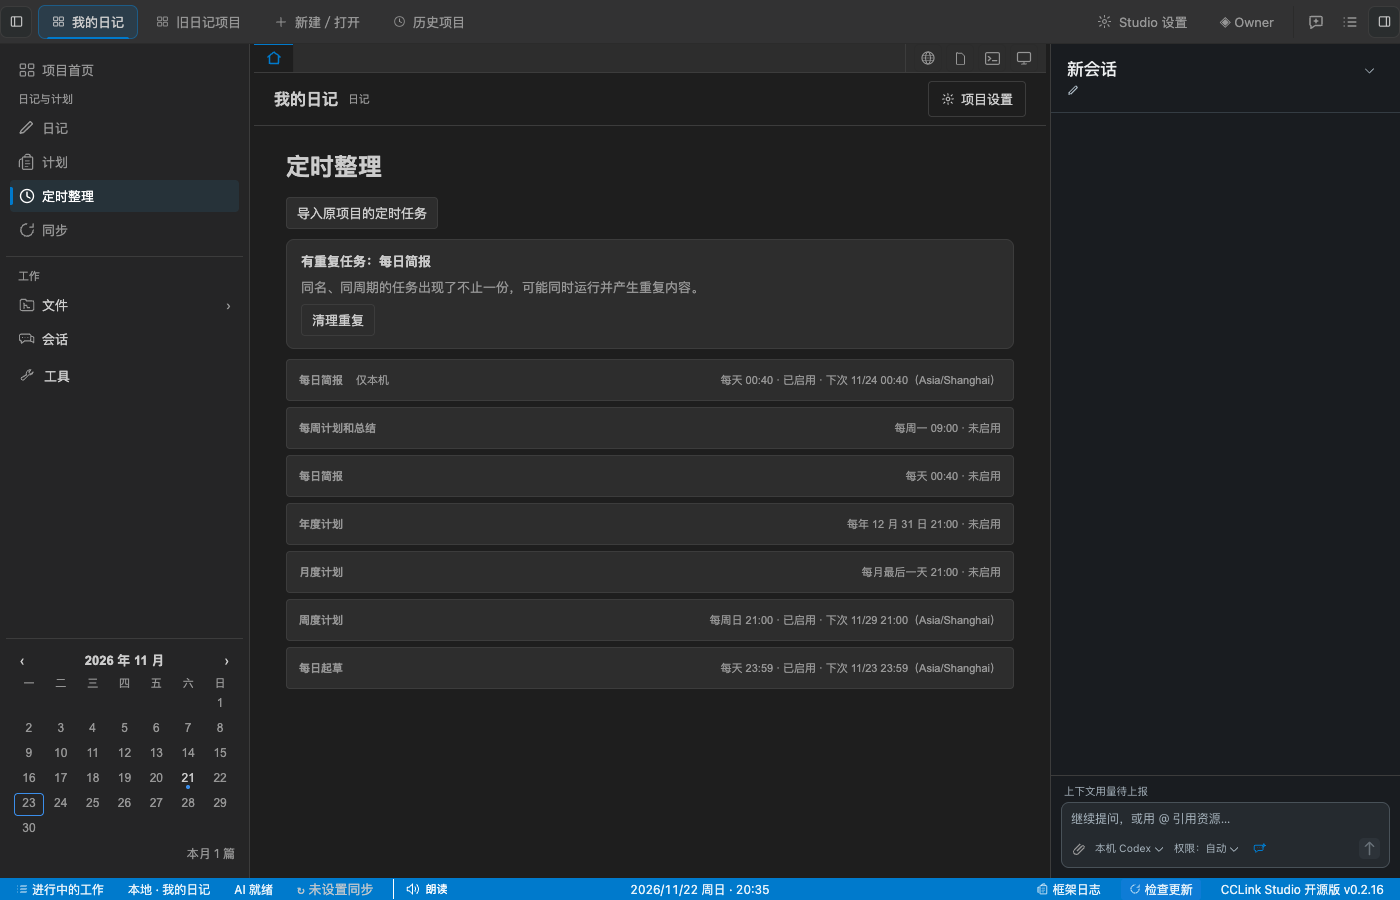 我的日记 旧日记项目 新建 / 打开 历史项目 Studio 设置 Owner
项目首页
日记与计划
日记
计划
定时整理
同步
工作
文件
会话
工具
‹ 2026 年 11 月 ›
一 二 三 四 五 六 日
1
2 3 4 5 6 7 8
9 10 11 12 13 14 15
16 17 18 19 20 21 22
23 24 25 26 27 28 29
30
本月 1 篇
我的日记 日记 项目设置
定时整理
导入原项目的定时任务
有重复任务：每日简报
同名、同周期的任务出现了不止一份，可能同时运行并产生重复内容。
清理重复
每日简报 仅本机 每天 00:40 · 已启用 · 下次 11/24 00:40（Asia/Shanghai）
每周计划和总结 每周一 09:00 · 未启用
每日简报 每天 00:40 · 未启用
年度计划 每年 12 月 31 日 21:00 · 未启用
月度计划 每月最后一天 21:00 · 未启用
周度计划 每周日 21:00 · 已启用 · 下次 11/29 21:00（Asia/Shanghai）
每日起草 每天 23:59 · 已启用 · 下次 11/23 23:59（Asia/Shanghai）
新会话
上下文用量待上报
继续提问，或用 @ 引用资源...
本机 Codex 权限：自动
进行中的工作 本地 · 我的日记 AI 就绪 未设置同步 朗读 2026/11/22 周日 · 20:35 框架日志 检查更新 CCLink Studio 开源版 v0.2.16